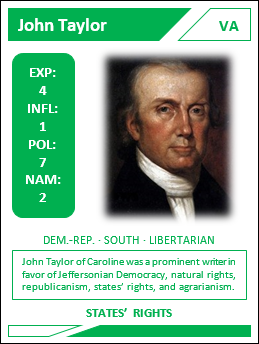 John Taylor
VA
EXP:
4
INFL:
1
POL:
7
NAM:
2
DEM.-REP. · SOUTH · LIBERTARIAN
John Taylor of Caroline was a prominent writer in
favor of Jeffersonian Democracy, natural rights,
republicanism, states’ rights, and agrarianism.
STATES’ RIGHTS